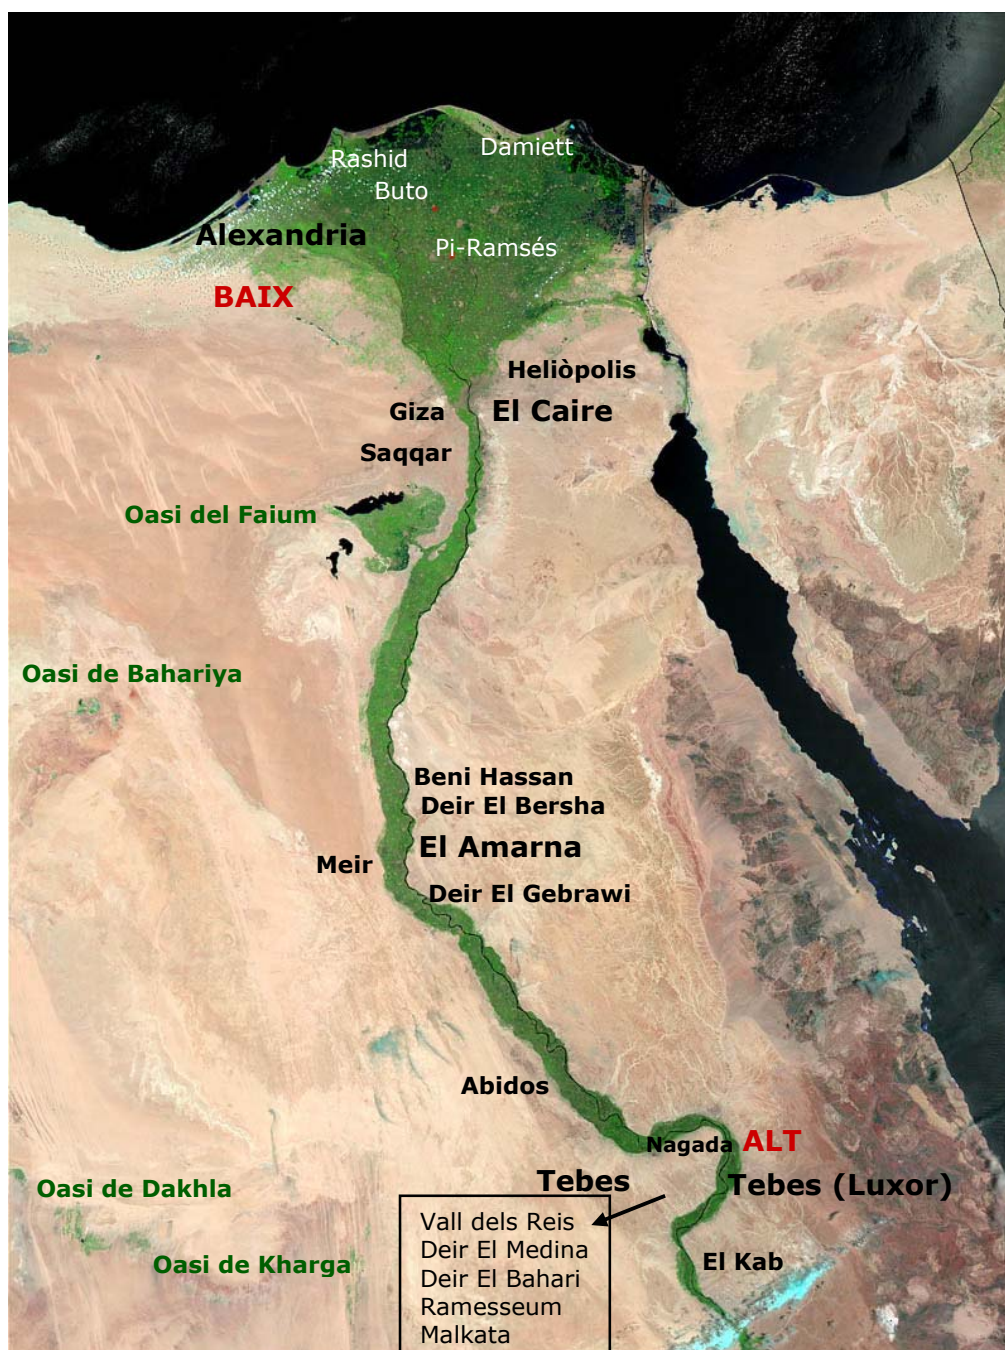 Damiett
Rashid
Buto
Alexandria
Pi-Ramsés
BAIX
Heliòpolis
Giza
El Caire
Saqqar
Oasi del Faium
Oasi de Bahariya
Beni Hassan
Deir El Bersha
El Amarna
Meir
Deir El Gebrawi
Abidos
Nagada
ALT
Tebes
Tebes (Luxor)
Oasi de Dakhla
Vall dels Reis
Deir El Medina
Oasi de Kharga
El Kab
Deir El Bahari
Ramesseum
Malkata